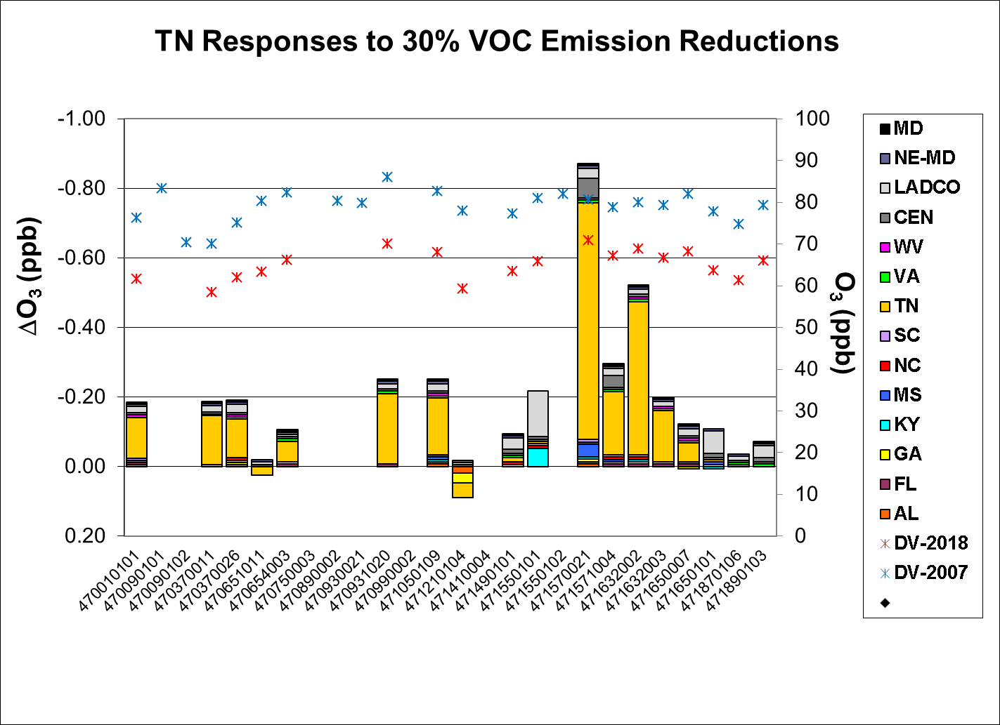 TN Responses to 30% VOC Emission Reductions
-1.00
-0.80
-0.60
-0.40
-0.20
0.00
0.20
ΔO3 (ppb)
100
90
80
70
60
50
40
30
20
10
0
O3 (ppb)
470010101
470090101
470090102
470370011
470370026
470651011
470654003
470750003
470890002
470930021
470931020
470990002
471050109
471210104
471410004
471490101
471550101
471550102
471570021
471571004
471632002
471632003
471650007
471650101
471870106
471890103
MD
NE-MD
LADCO
CEN
WV
VA
TN
SC
NC
MS
KY
GA
FL
AL
DV-2018
DV-2007